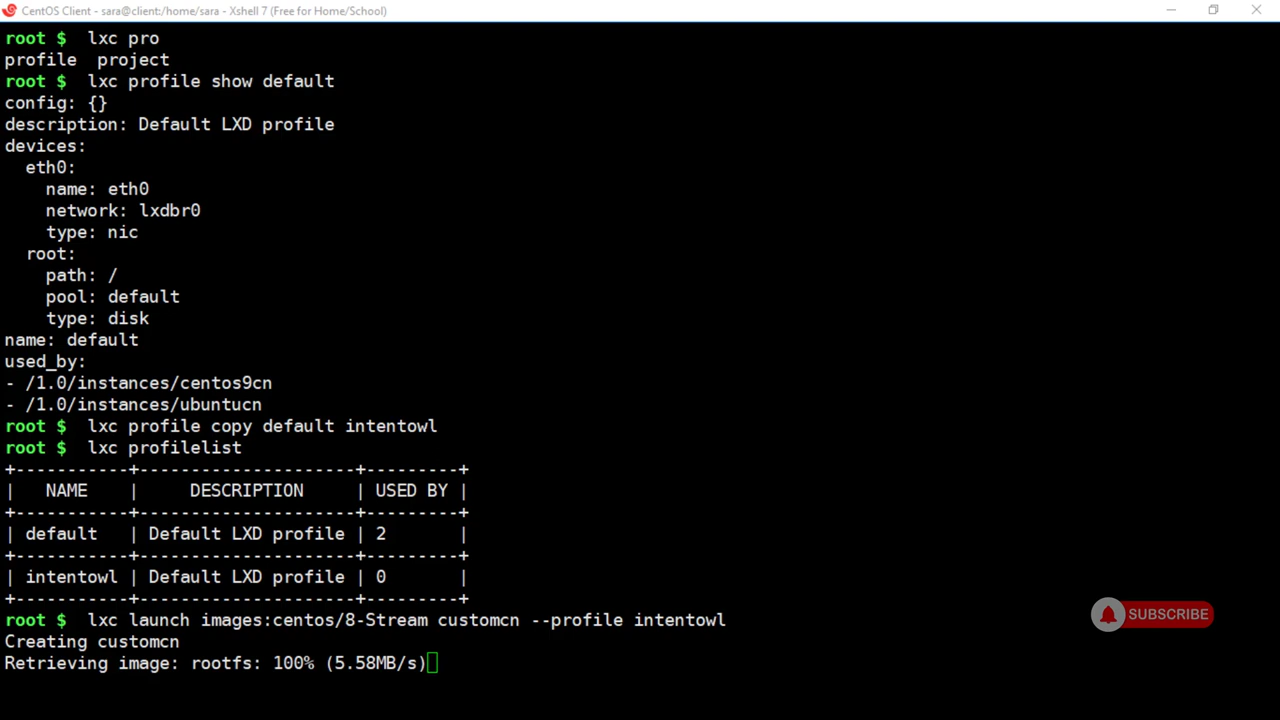 CentOS Client - sara@client:/home/sara - Xshell 7 (Free for Home/School)
root $  lxc pro
profile  project
root $  lxc profile show default
config: {}
description: Default LXD profile
devices:
  eth0:
    name: eth0
    network: lxdbr0
    type: nic
  root:
    path: /
    pool: default
    type: disk
name: default
used_by:
- /1.0/instances/centos9cn
- /1.0/instances/ubuntucn
root $  lxc profile copy default intentowl
root $  lxc profilelist
+-----------+---------------------+---------+
|   NAME    |     DESCRIPTION     | USED BY |
+-----------+---------------------+---------+
| default   | Default LXD profile | 2       |
+-----------+---------------------+---------+
| intentowl | Default LXD profile | 0       |
+-----------+---------------------+---------+
root $  lxc launch images:centos/8-Stream customcn --profile intentowl
Creating customcn
Retrieving image: rootfs: 100% (5.58MB/s)
SUBSCRIBE